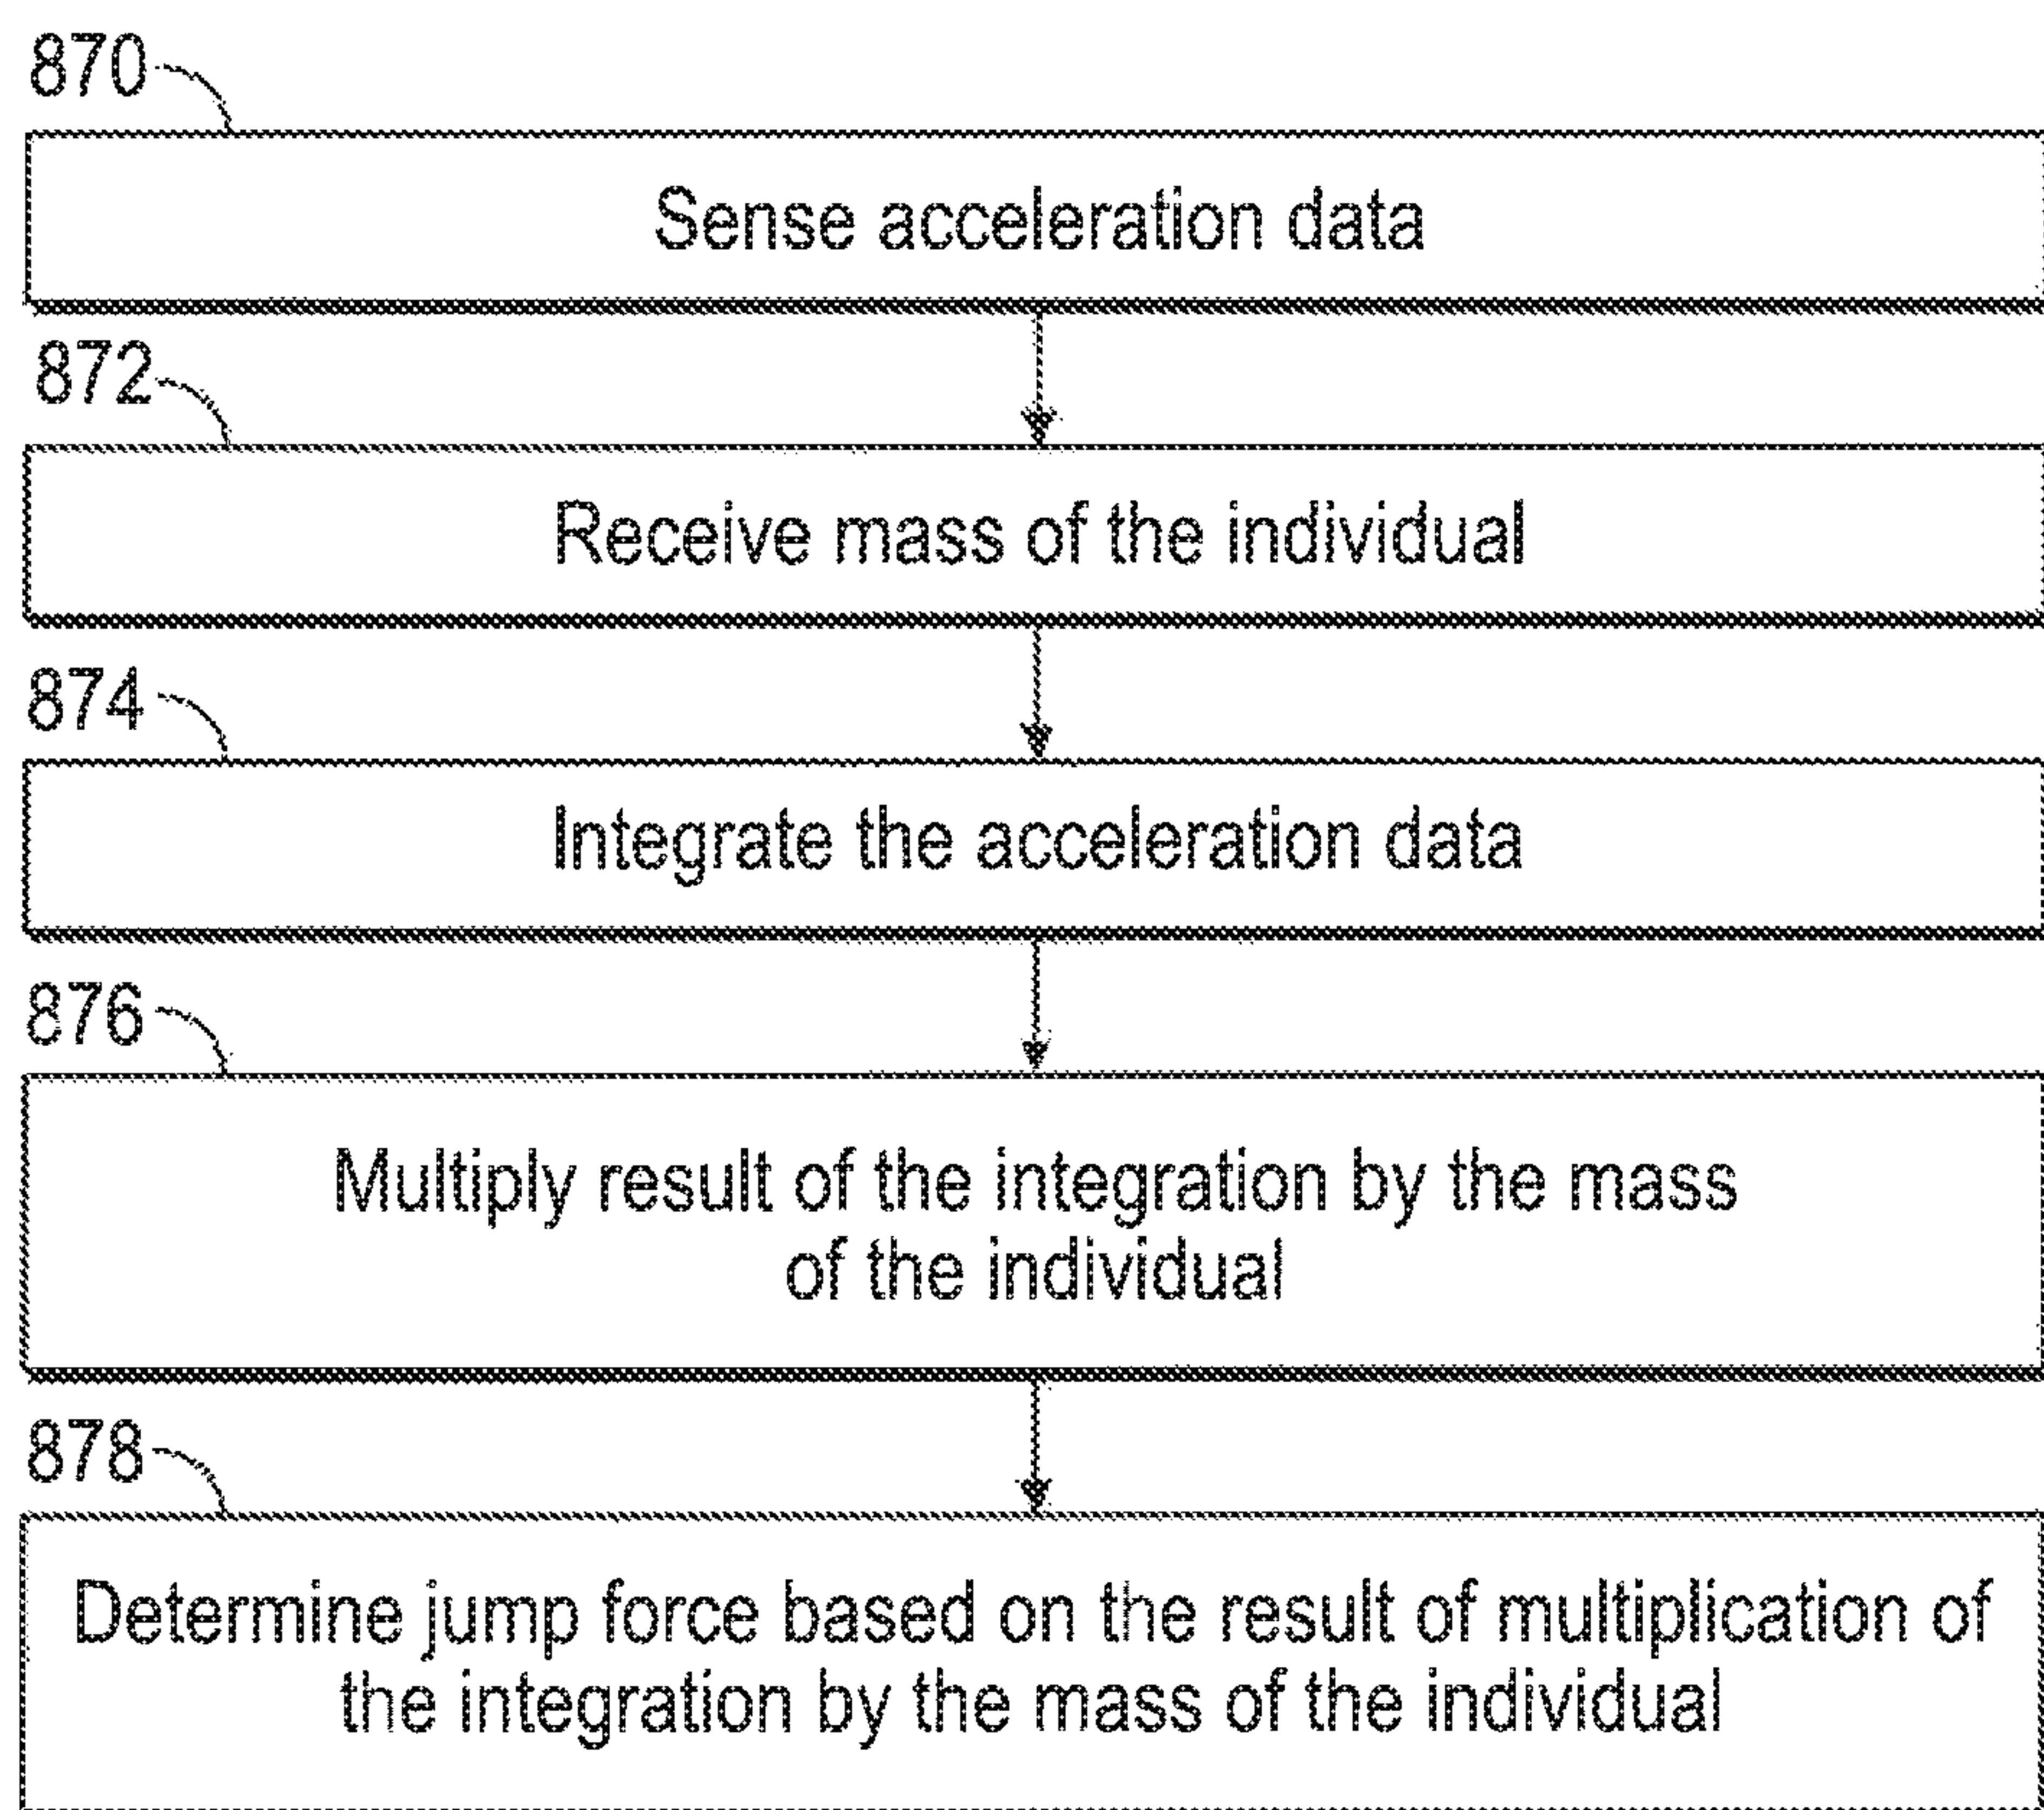 870
Sense acceleration data
872
Receive mass of the individual
874
Integrate the acceleration data
876
Multiply result of the integration by the mass
of the individual
878
Determine jump force based on the result of multiplication of
the integration by the mass of the individual